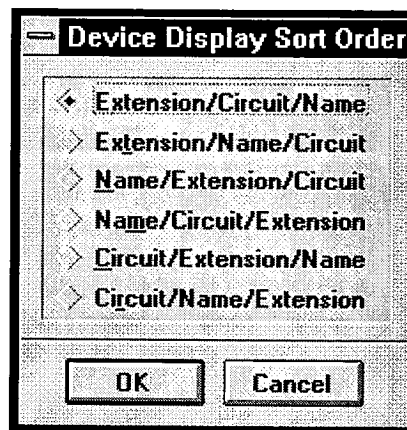 Device Display Sort Order
Extension/Circuit/Name
Extension/Name/Circuit
Name/Extension/Circuit
Name/Circuit/Extension
Circuit/Extension/Name
Circuit/Name/Extension
OK Cancel